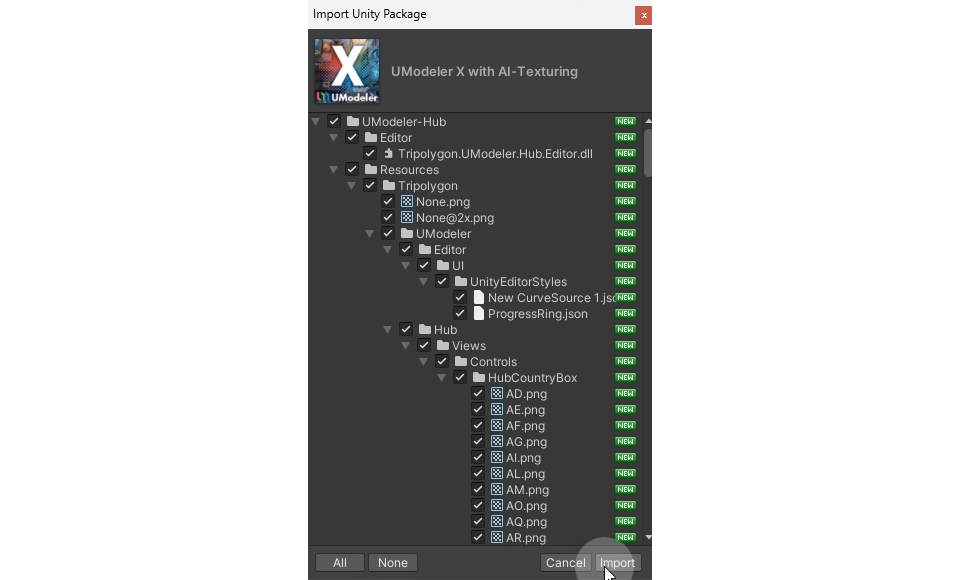 Import Unity Package
x
X
UModeler
UModeler X with AI-Texturing
UModeler-Hub NEW
Editor NEW
Tripolygon.UModeler.Hub.Editor.dll NEW
Resources NEW
Tripolygon NEW
None.png NEW
None@2x.png NEW
UModeler NEW
Editor NEW
UI NEW
UnityEditorStyles NEW
New CurveSource 1.jso NEW
ProgressRing.json NEW
Hub NEW
Views NEW
Controls NEW
HubCountryBox NEW
AD.png NEW
AE.png NEW
AF.png NEW
AG.png NEW
AI.png NEW
AL.png NEW
AM.png NEW
AO.png NEW
AQ.png NEW
AR.png NEW
All None Cancel Import